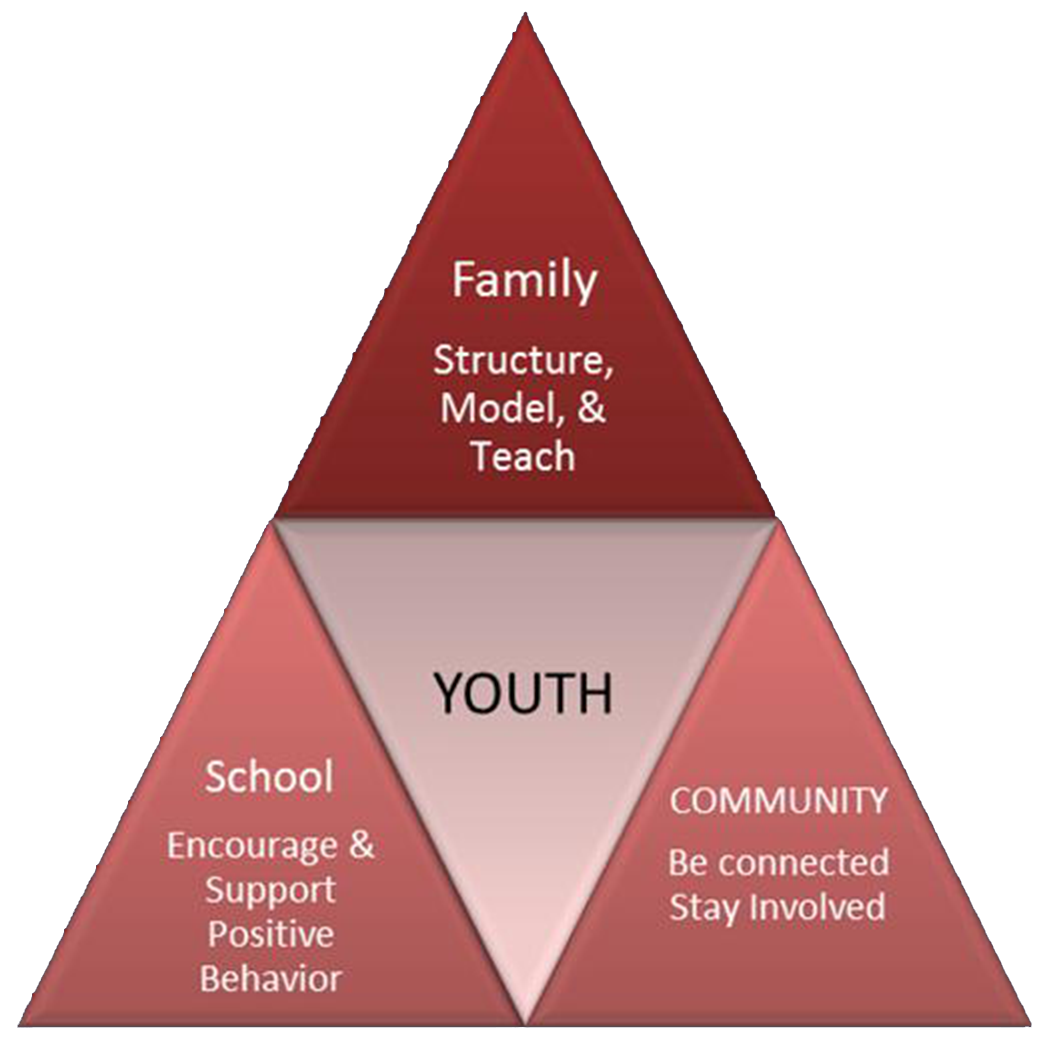 Family
Structure,
Model, &
Teach
YOUTH
School
Encourage &
Support
Positive
Behavior
COMMUNITY
Be connected
Stay Involved